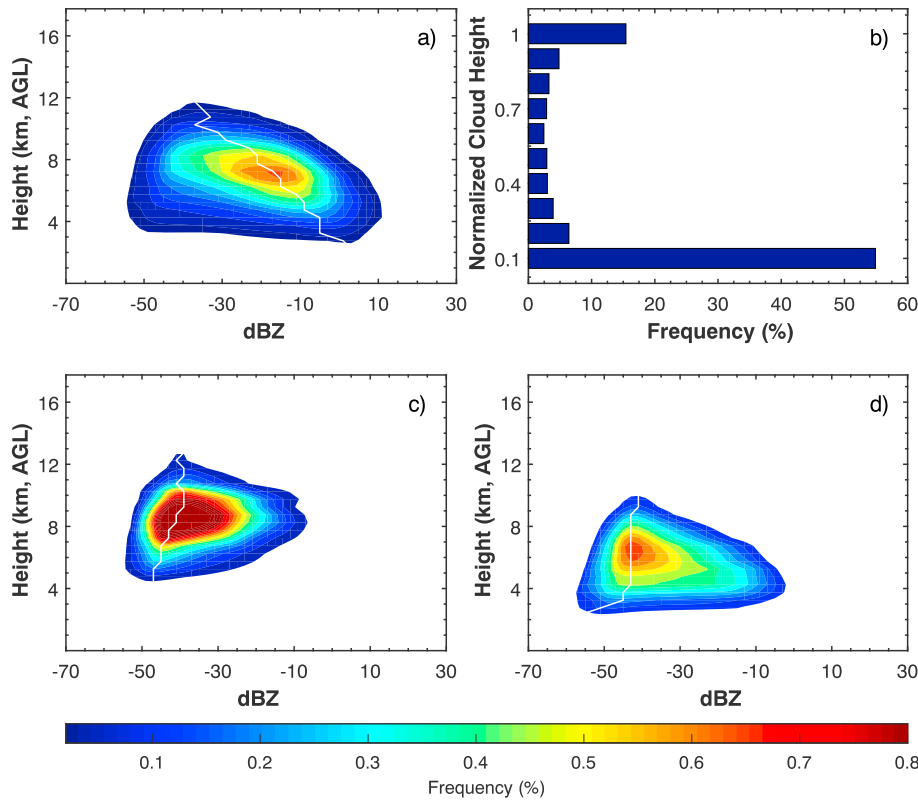 a)
16
12
8
4
Height (km, AGL)
-70 -50 -30 -10 10 30
dBZ
b)
1
0.7
0.4
0.1
Normalized Cloud Height
0 10 20 30 40 50 60
Frequency (%)
c)
16
12
8
4
Height (km, AGL)
-70 -50 -30 -10 10 30
dBZ
d)
16
12
8
4
Height (km, AGL)
-70 -50 -30 -10 10 30
dBZ
0.1 0.2 0.3 0.4 0.5 0.6 0.7 0.8
Frequency (%)